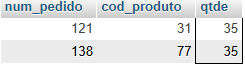 num_pedido cod_produto qtde
121 31 35
138 77 35